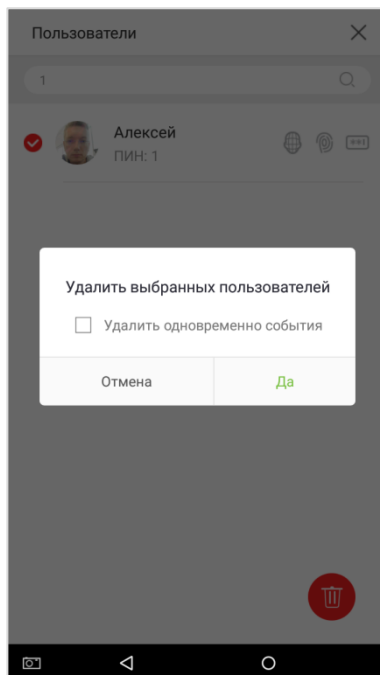 Пользователи
1
Алексей
ПИН: 1
Удалить выбранных пользователей
Удалить одновременно события
Отмена
Да